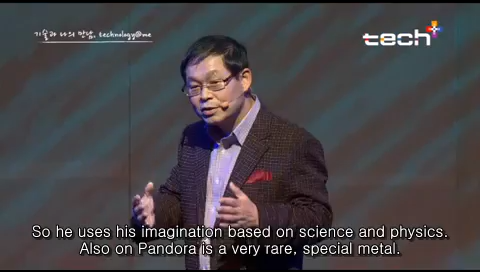 기술과 나의 만남, technology@me
tech+
So he uses his imagination based on science and physics.
Also on Pandora is a very rare, special metal.